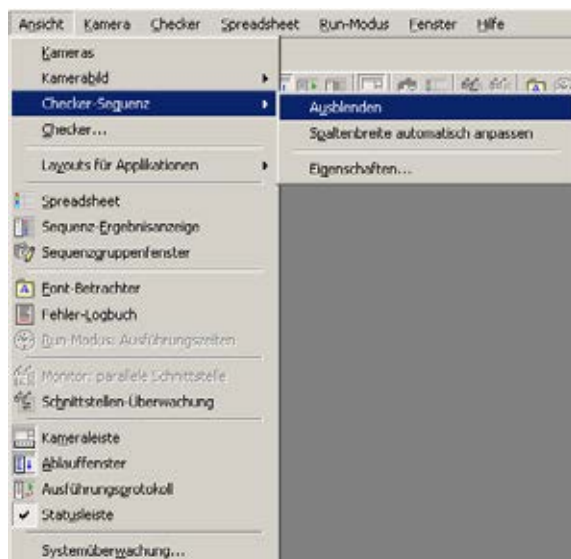 Ansicht Kamera Checker Spreadsheet Run-Modus Fenster Hilfe
Kameras
Kamerabild
Checker-Sequenz
Ausblenden
Spaltenbreite automatisch anpassen
Eigenschaften...
Checker...
Layouts für Applikationen
Spreadsheet
Sequenz-Ergebnisanzeige
Sequenzgruppenfenster
Font-Betrachter
Fehler-Logbuch
Run-Modus: Ausführungszeiten
Monitor: parallele Schnittstelle
Schnittstellen-Überwachung
Kameraleiste
Ablauffenster
Ausführungsprotokoll
Statusleiste
Systemüberwachung...